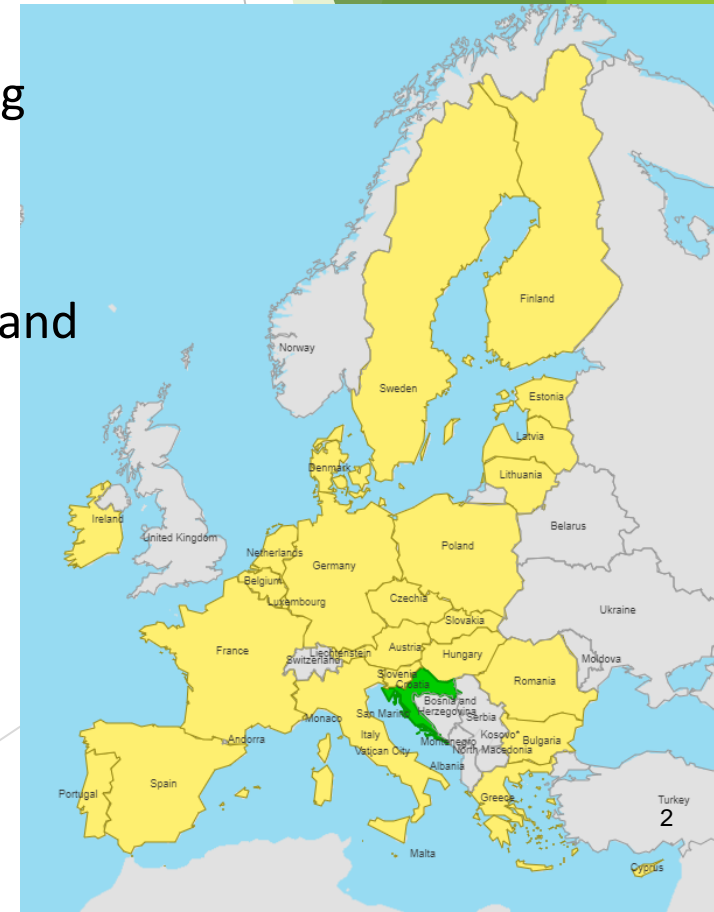 g
and
Norway
Finland
Sweden
Estonia
Latvia
Lithuania
Denmark
Ireland
United Kingdom
Belarus
Netherlands
Poland
Germany
Belgium
Luxembourg
Czechia
Ukraine
Slovakia
France
Austria
Hungary
Liechtenstein
Switzerland
Moldova
Slovenia
Romania
Croatia
Bosnia and
Herzegovina
San Marino
Serbia
Monaco
Italy
Kosovo*
Andorra
Montenegro
Bulgaria
Vatican City
North Macedonia
Albania
Spain
Portugal
Greece
Turkey
2
Malta
Cyprus